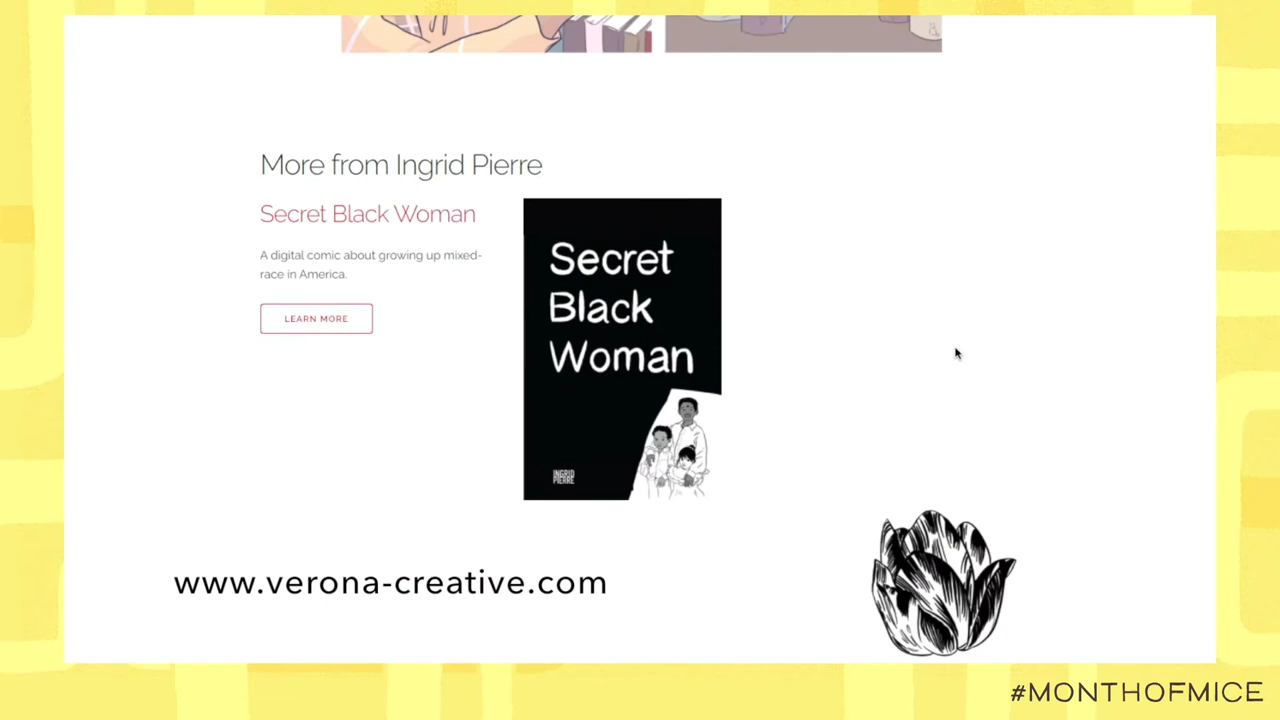 More from Ingrid Pierre
Secret Black Woman
A digital comic about growing up mixed-
race in America.
LEARN MORE
Secret
Black
Woman
INGRID
PIERRE
www.verona-creative.com
#MONTHOFMICE